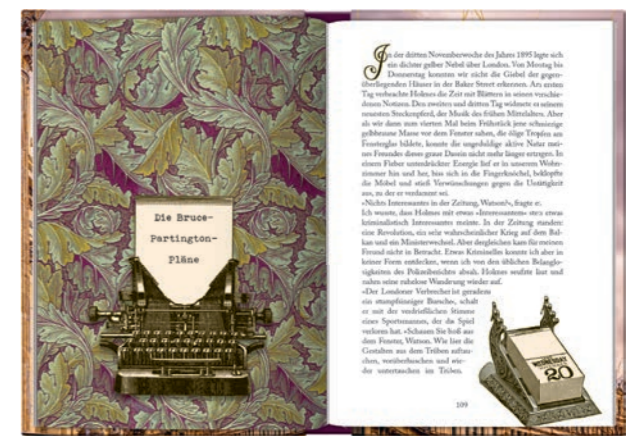 Die Bruce-
Partington-
Pläne
In der dritten Novemberwoche des Jahres 1895 legte sich
ein dichter gelber Nebel über London. Von Montag bis
Donnerstag konnten wir nicht die Giebel der gegen-
überliegenden Häuser in der Baker Street erkennen. Am ersten
Tag verbrachte Holmes die Zeit mit Blättern in seinen verschie-
denen Notizen. Den zweiten und dritten Tag widmete er seinem
neuesten Steckenpferd, der Musik des frühen Mittelalters. Aber
als wir dann zum vierten Mal beim Frühstück jene schmierige
gelbbraune Masse vor dem Fenster sahen, die ölige Tropfen am
Fensterglas bildete, konnte die ungeduldige aktive Natur mei-
nes Freundes dieses graue Dasein nicht mehr länger ertragen. In
einem Fieber unterdrückter Energie lief er in unserem Wohn-
zimmer hin und her, biss sich in die Fingerknöchel, beklopfte
die Möbel und stieß Verwünschungen gegen die Untätigkeit
aus, zu der er verdammt sei.
«Nichts Interessantes in der Zeitung, Watson?», fragte er.
Ich wusste, dass Holmes mit etwas «Interessantem» stets etwas
kriminalistisch Interessantes meinte. In der Zeitung standen:
eine Revolution, ein sehr wahrscheinlicher Krieg auf dem Bal-
kan und ein Ministerwechsel. Aber dergleichen kam für meinen
Freund nicht in Betracht. Etwas Kriminelles konnte ich aber in
keiner Form entdecken, wenn ich von den üblichen Belanglo-
sigkeiten des Polizeiberichts absah. Holmes seufzte laut und
nahm seine ruhelose Wanderung wieder auf.
«Der Londoner Verbrecher ist geradezu
ein stumpfsinniger Bursche», schalt
er mit der verdrießlichen Stimme
eines Sportsmannes, der das Spiel
verloren hat. «Schauen Sie bloß aus
dem Fenster, Watson. Wie hier die
Gestalten aus dem Trüben auftau-
chen, vorüberhuschen und wie-
der untertauchen im Trüben.
WEDNESDAY
20
109